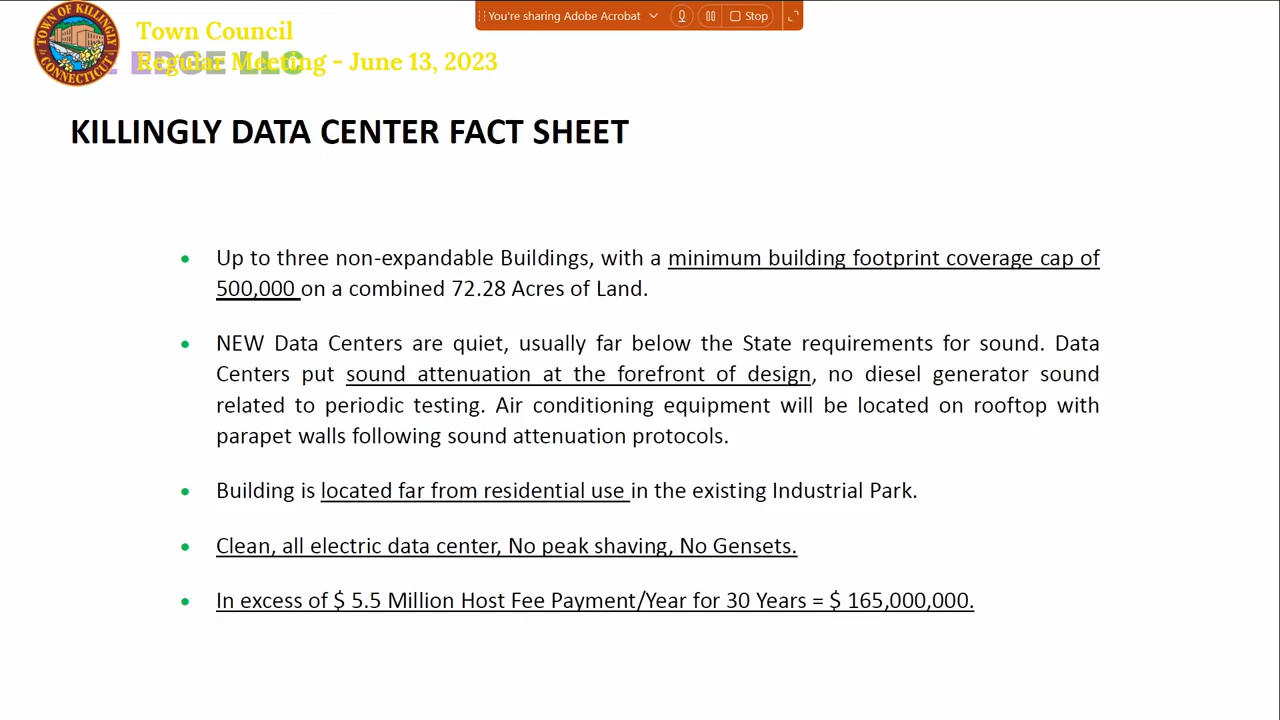 You're sharing Adobe Acrobat
Stop
TOWN OF KILLINGLY
CONNECTICUT
Town Council
Regular Meeting - June 13, 2023
EDGE LLC
KILLINGLY DATA CENTER FACT SHEET
• Up to three non-expandable Buildings, with a minimum building footprint coverage cap of
500,000 on a combined 72.28 Acres of Land.
• NEW Data Centers are quiet, usually far below the State requirements for sound. Data
Centers put sound attenuation at the forefront of design, no diesel generator sound
related to periodic testing. Air conditioning equipment will be located on rooftop with
parapet walls following sound attenuation protocols.
• Building is located far from residential use in the existing Industrial Park.
• Clean, all electric data center, No peak shaving, No Gensets.
• In excess of $ 5.5 Million Host Fee Payment/Year for 30 Years = $ 165,000,000.